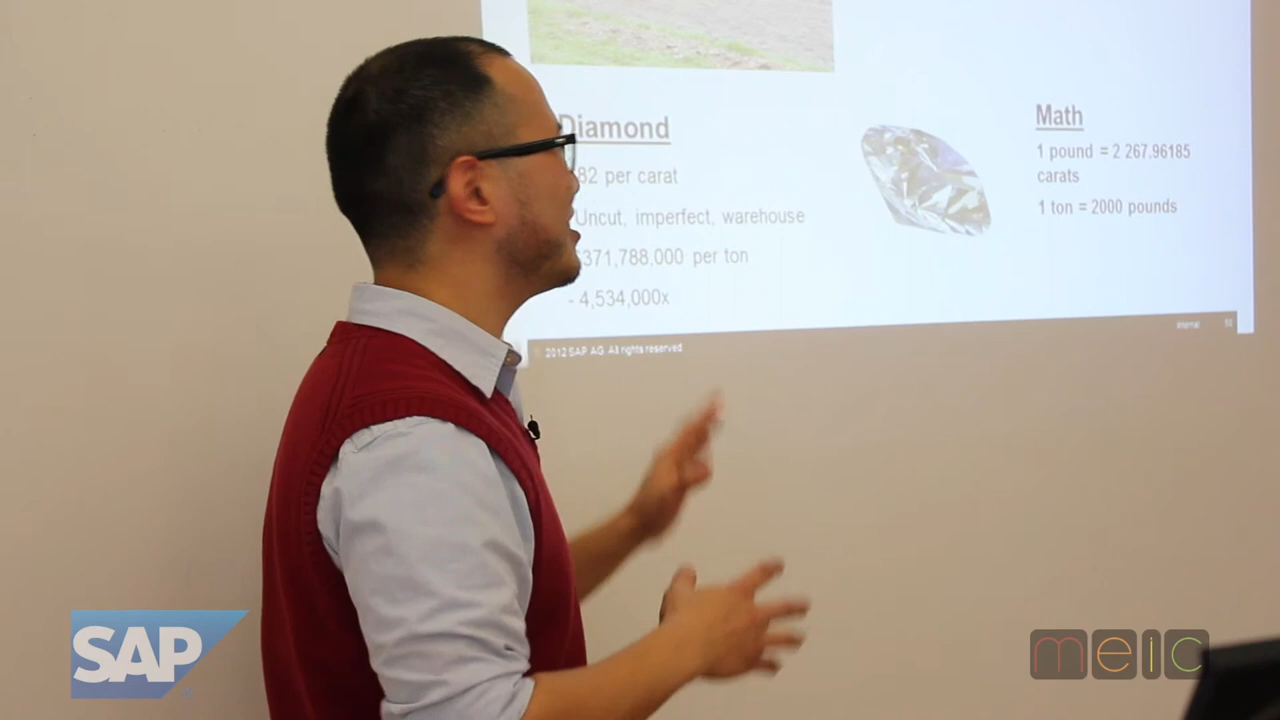 Diamond
82 per carat
Uncut, imperfect, warehouse
$371,788,000 per ton
- 4,534,000x
Math
1 pound = 2 267.96185
carats
1 ton = 2000 pounds
© 2012 SAP AG. All rights reserved
Internal
SAP
meic